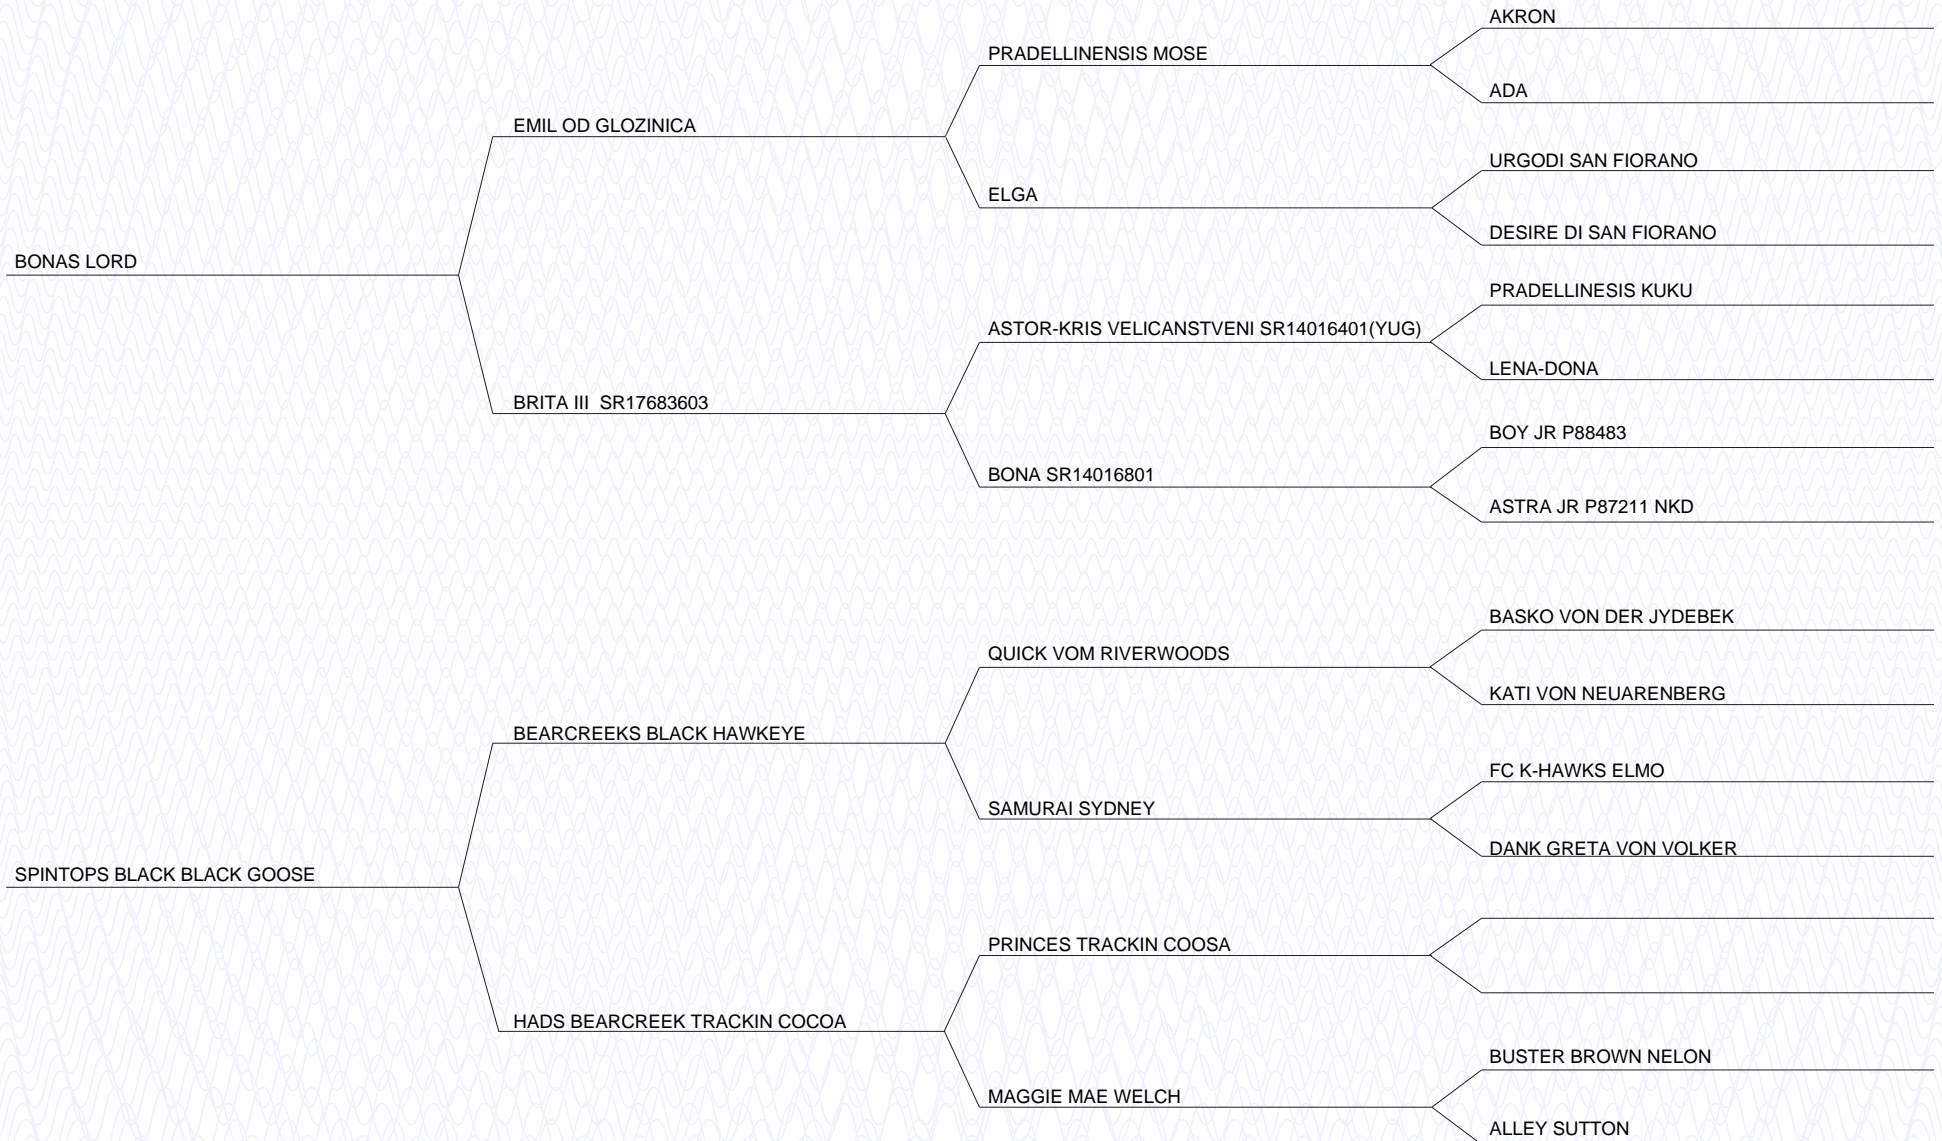 AKRON
PRADELLINENSIS MOSE
ADA
EMIL OD GLOZINICA
URGODI SAN FIORANO
ELGA
DESIRE DI SAN FIORANO
BONAS LORD
PRADELLINESIS KUKU
ASTOR-KRIS VELICANSTVENI SR14016401(YUG)
LENA-DONA
BRITA III  SR17683603
BOY JR P88483
BONA SR14016801
ASTRA JR P87211 NKD
BASKO VON DER JYDEBEK
QUICK VOM RIVERWOODS
KATI VON NEUARENBERG
BEARCREEKS BLACK HAWKEYE
FC K-HAWKS ELMO
SAMURAI SYDNEY
DANK GRETA VON VOLKER
SPINTOPS BLACK BLACK GOOSE
PRINCES TRACKIN COOSA
HADS BEARCREEK TRACKIN COCOA
BUSTER BROWN NELON
MAGGIE MAE WELCH
ALLEY SUTTON